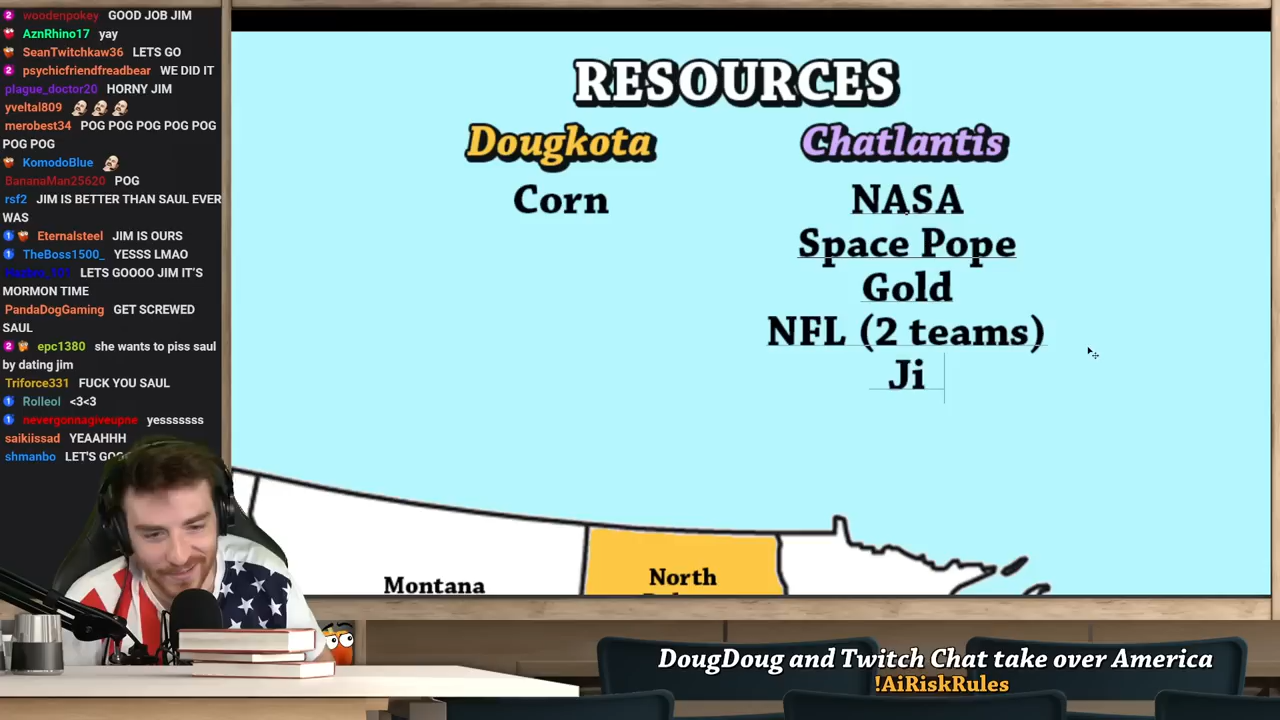 woodenpokey GOOD JOB JIM
AznRhino17 yay
SeanTwitchkaw36 LETS GO
psychicfriendfreadbear WE DID IT
plague_doctor20 HORNY JIM
yveltal809
merobest34 POG POG POG POG POG
POG POG
KomodoBlue
BananaMan25620 POG
rsf2 JIM IS BETTER THAN SAUL EVER
WAS
Eternalsteel JIM IS OURS
TheBoss1500_ YESSS LMAO
LETS GOOOO JIM IT'S
MORMON TIME
PandaDogGaming GET SCREWED
SAUL
epc1380 she wants to piss saul
by dating jim
Triforce331 FUCK YOU SAUL
Rolleol <3<3
nevergonnagiveupne yesssssss
saikiissad YEAAHHH
shmanbo LET'S
RESOURCES
Dougkota
Chatlantis
Corn
NASA
Space Pope
Gold
NFL (2 teams)
Ji
Montana
North
DougDoug and Twitch Chat take over America
!AiRiskRules